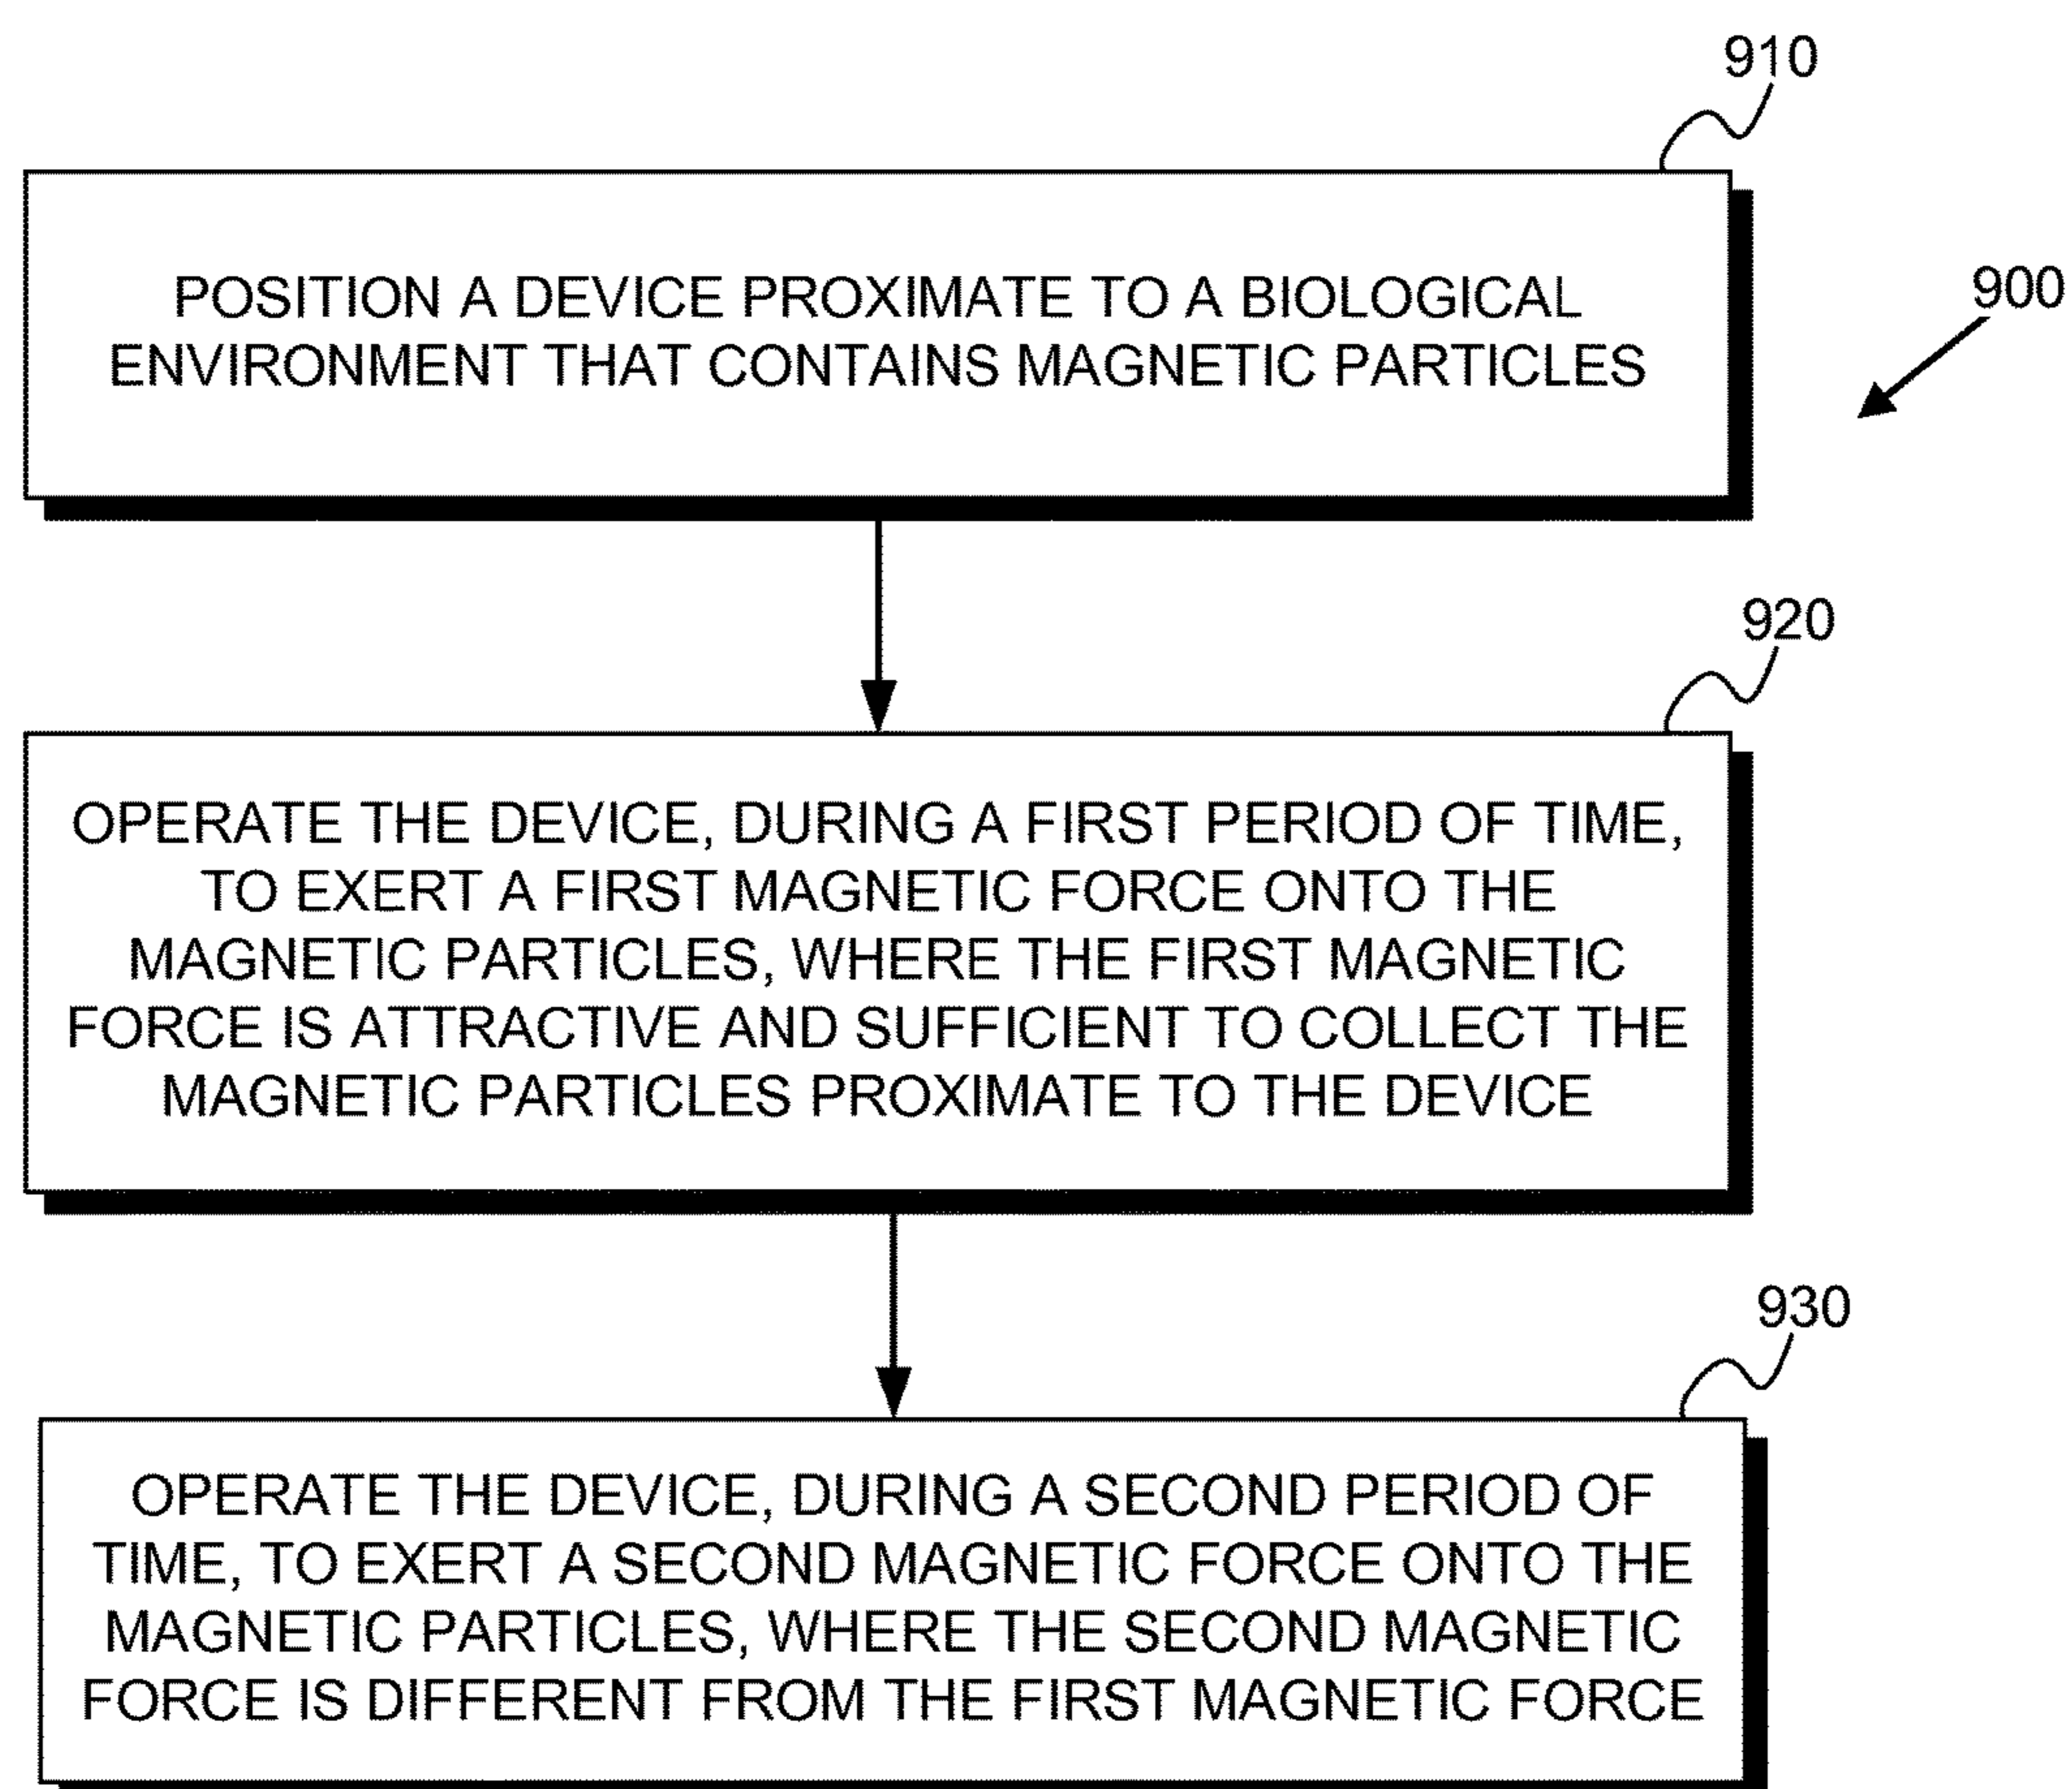 910
POSITION A DEVICE PROXIMATE TO A BIOLOGICAL
ENVIRONMENT THAT CONTAINS MAGNETIC PARTICLES
900
920
OPERATE THE DEVICE, DURING A FIRST PERIOD OF TIME,
TO EXERT A FIRST MAGNETIC FORCE ONTO THE
MAGNETIC PARTICLES, WHERE THE FIRST MAGNETIC
FORCE IS ATTRACTIVE AND SUFFICIENT TO COLLECT THE
MAGNETIC PARTICLES PROXIMATE TO THE DEVICE
930
OPERATE THE DEVICE, DURING A SECOND PERIOD OF
TIME, TO EXERT A SECOND MAGNETIC FORCE ONTO THE
MAGNETIC PARTICLES, WHERE THE SECOND MAGNETIC
FORCE IS DIFFERENT FROM THE FIRST MAGNETIC FORCE